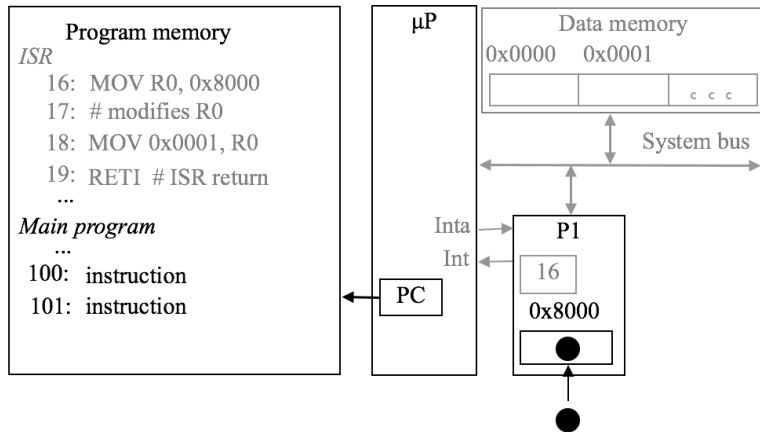 Program memory
ISR
16: MOV R0, 0x8000
17: # modifies R0
18: MOV 0x0001, R0
19: RETI # ISR return
...
Main program
...
100: instruction
101: instruction
μP
PC
Data memory
0x0000 0x0001
c c c
System bus
Inta
Int
P1
16
0x8000